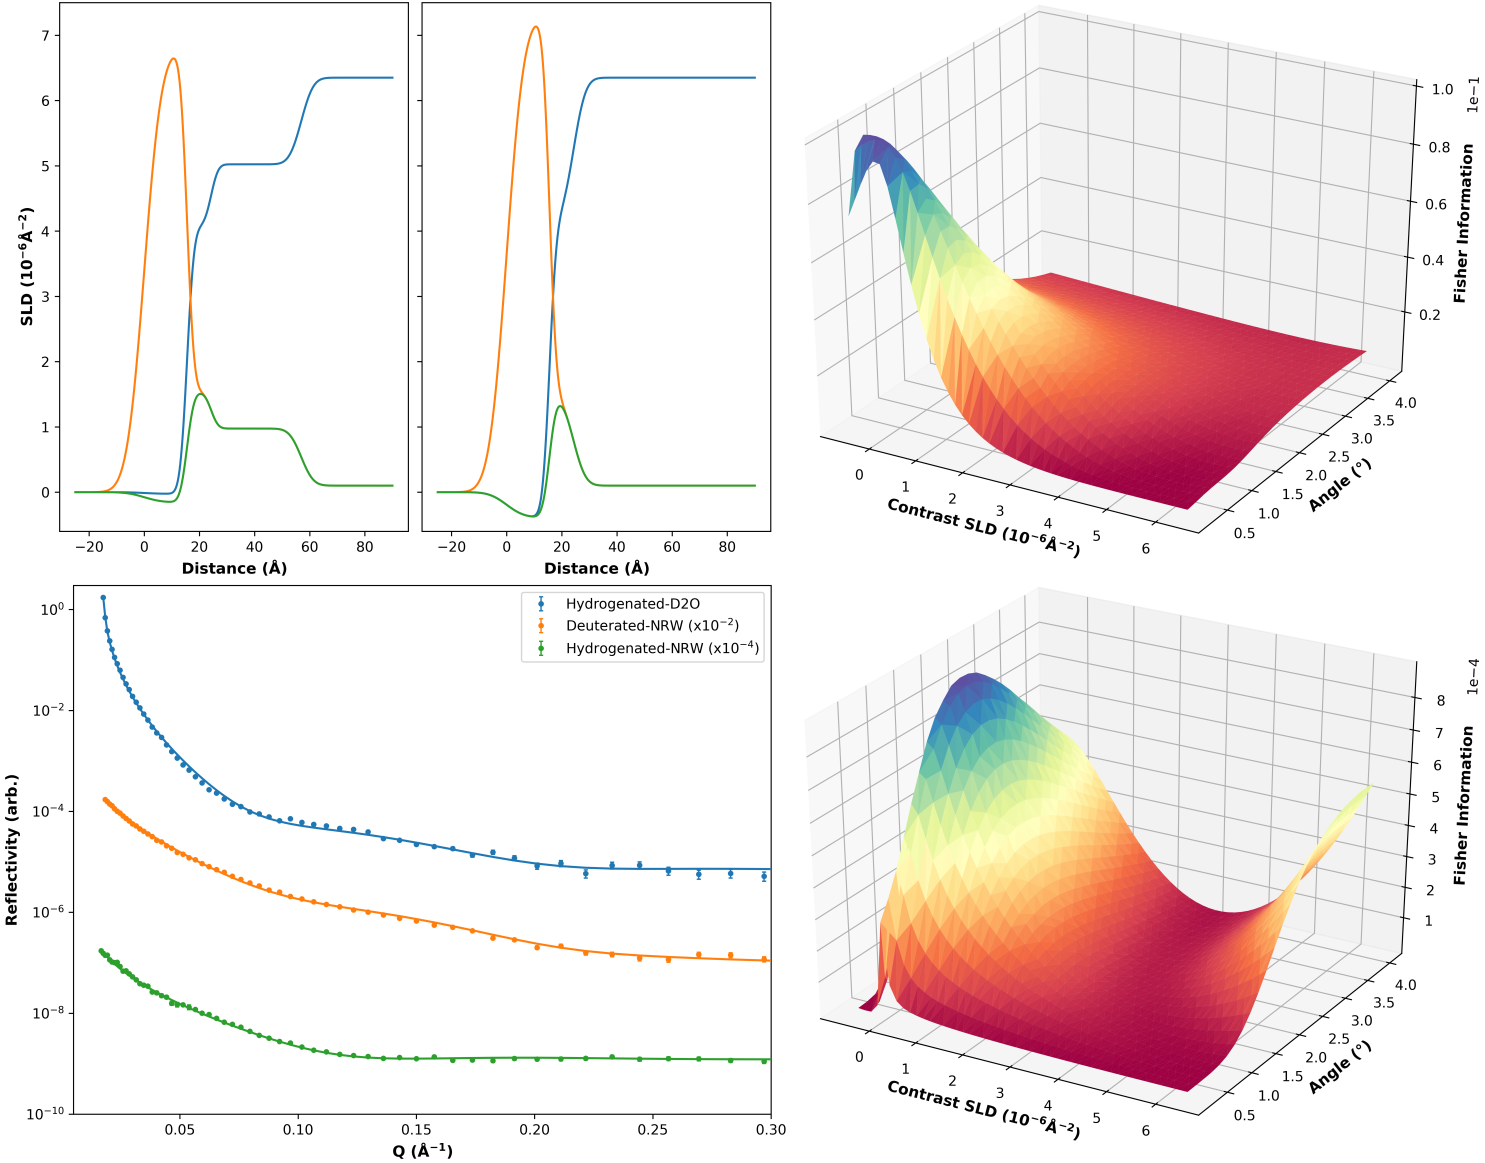 7
6
5
4
3
2
1
0
SLD (10⁻⁶Å⁻²)
−20 0 20 40 60 80
Distance (Å)
−20 0 20 40 60 80
Distance (Å)
1e−1
1.0
0.8
0.6
0.4
0.2
Fisher Information
0 1 2 3 4 5 6
Contrast SLD (10⁻⁶Å⁻²)
0.5 1.0 1.5 2.0 2.5 3.0 3.5 4.0
Angle (°)
Hydrogenated-D2O
Deuterated-NRW (x10⁻²)
Hydrogenated-NRW (x10⁻⁴)
10⁰
10⁻²
10⁻⁴
10⁻⁶
10⁻⁸
10⁻¹⁰
Reflectivity (arb.)
0.05 0.10 0.15 0.20 0.25 0.30
Q (Å⁻¹)
1e−4
8
7
6
5
4
3
2
1
Fisher Information
0 1 2 3 4 5 6
Contrast SLD (10⁻⁶Å⁻²)
0.5 1.0 1.5 2.0 2.5 3.0 3.5 4.0
Angle (°)